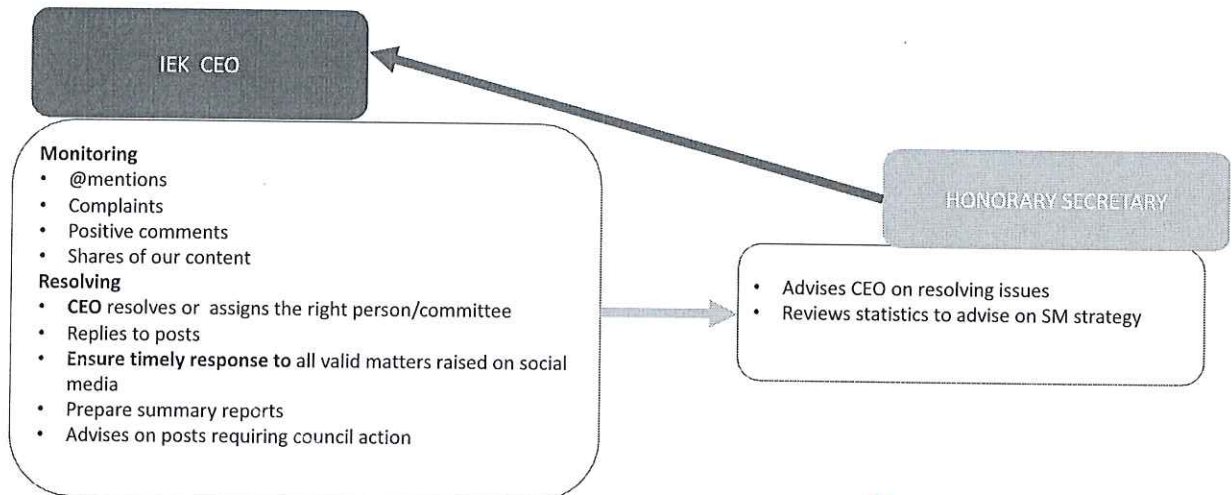 IEK CEO
Monitoring
• @mentions
• Complaints
• Positive comments
• Shares of our content
Resolving
• CEO resolves or assigns the right person/committee
• Replies to posts
• Ensure timely response to all valid matters raised on social
media
• Prepare summary reports
• Advises on posts requiring council action
HONORARY SECRETARY
• Advises CEO on resolving issues
• Reviews statistics to advise on SM strategy